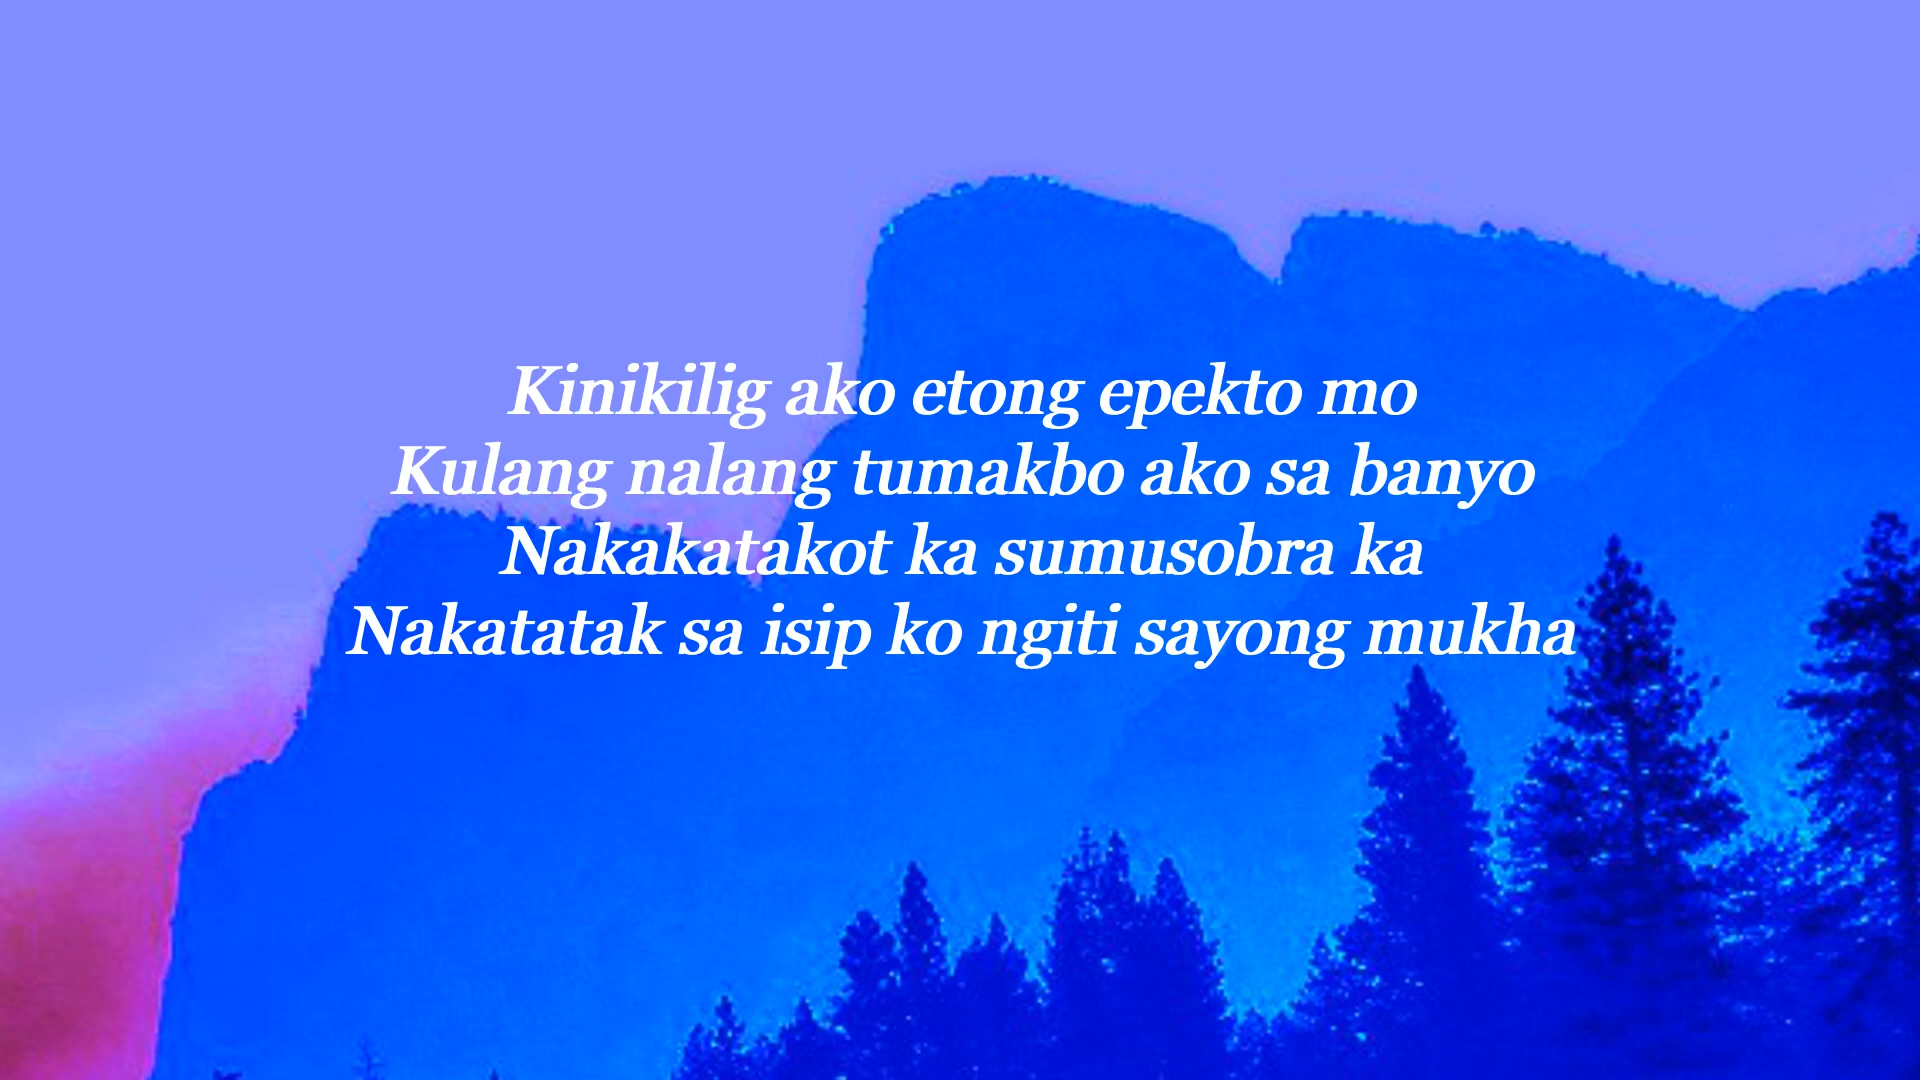 Kinikilig ako etong epekto mo
Kulang nalang tumakbo ako sa banyo
Nakakatakot ka sumusobra ka
Nakatatak sa isip ko ngiti sayong mukha